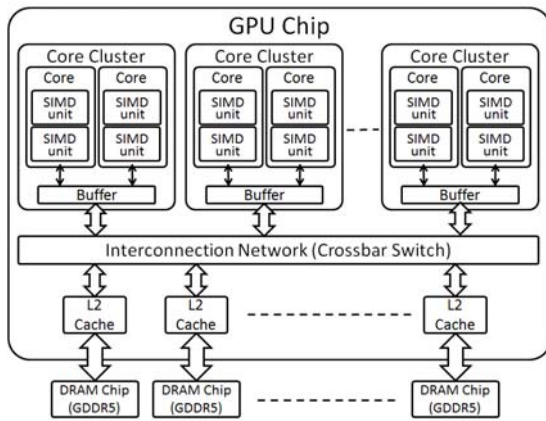 GPU Chip
Core Cluster Core Cluster Core Cluster
Core Core Core Core Core Core
SIMD unit SIMD unit SIMD unit SIMD unit SIMD unit SIMD unit
SIMD unit SIMD unit SIMD unit SIMD unit SIMD unit SIMD unit
Buffer Buffer Buffer
Interconnection Network (Crossbar Switch)
L2 L2 L2
Cache Cache Cache
DRAM Chip DRAM Chip DRAM Chip
(GDDR5) (GDDR5) (GDDR5)